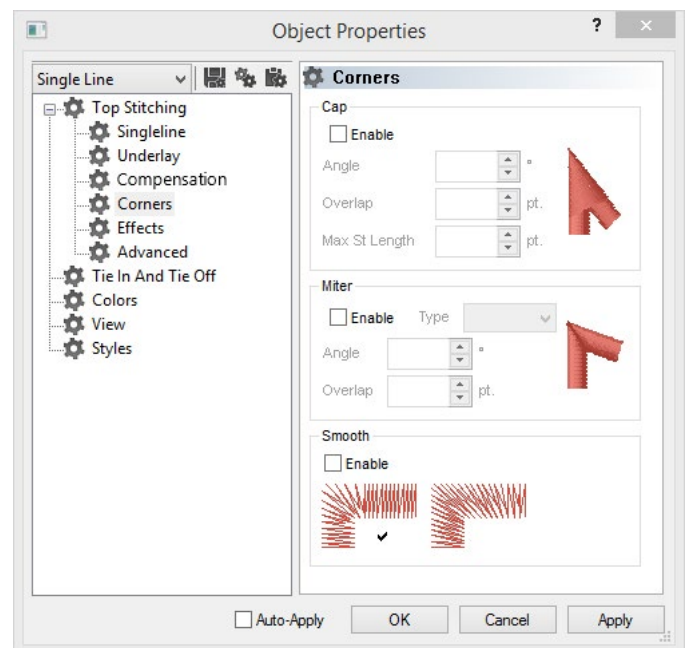 Object Properties
?
Single Line
Top Stitching
Singleline
Underlay
Compensation
Corners
Effects
Advanced
Tie In And Tie Off
Colors
View
Styles
Corners
Cap
Enable
Angle °
Overlap pt.
Max St Length pt.
Miter
Enable Type
Angle °
Overlap pt.
Smooth
Enable
Auto-Apply OK Cancel Apply